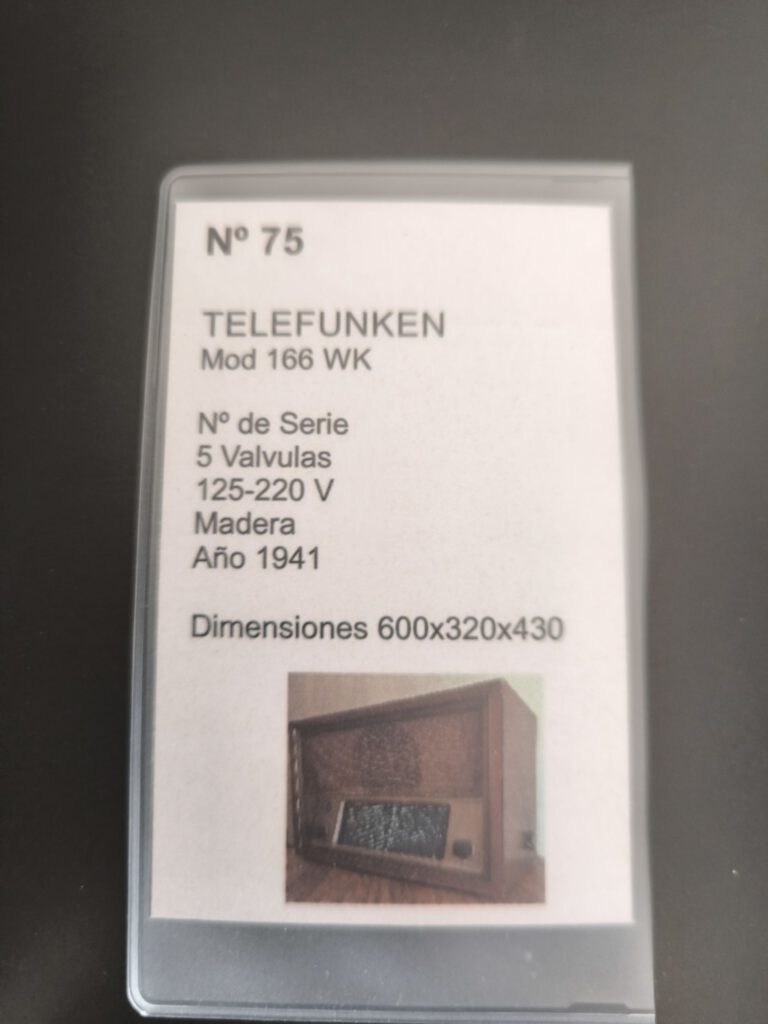 Nº 75
TELEFUNKEN
Mod 166 WK
Nº de Serie
5 Valvulas
125-220 V
Madera
Año 1941
Dimensiones 600x320x430